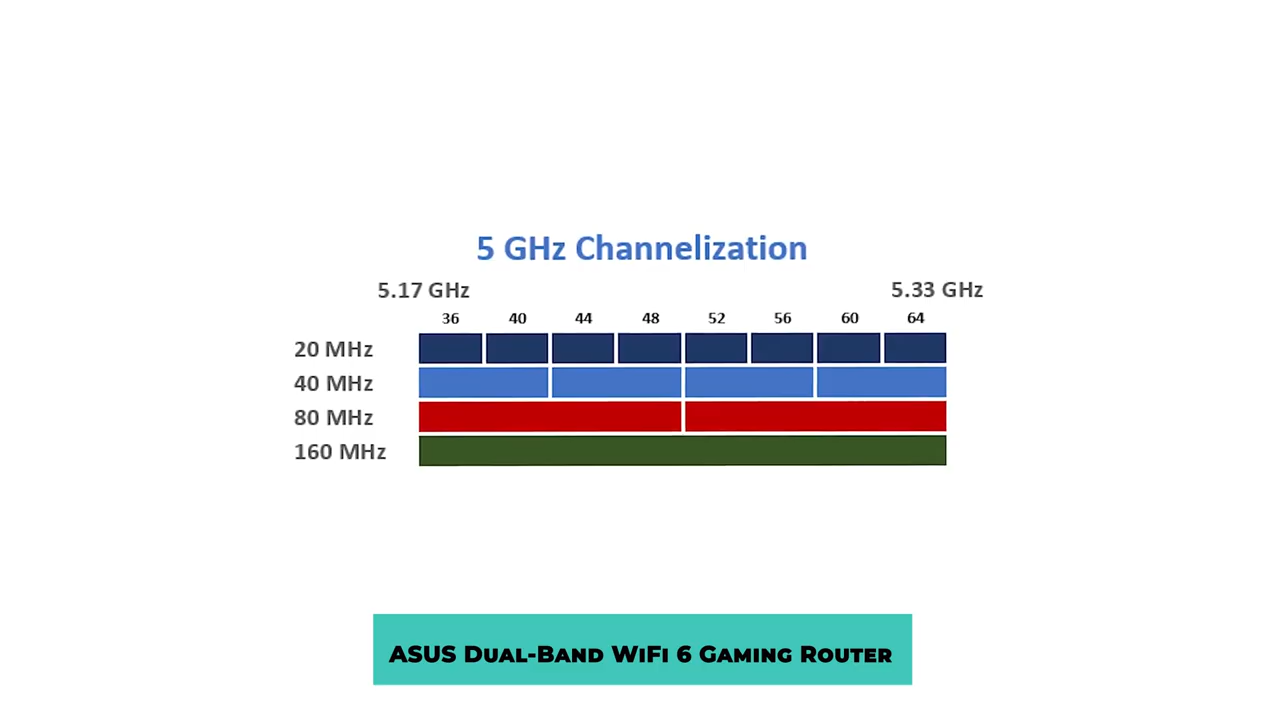 5 GHz Channelization
5.17 GHz 5.33 GHz
36 40 44 48 52 56 60 64
20 MHz
40 MHz
80 MHz
160 MHz
ASUS Dual-Band WiFi 6 Gaming Router